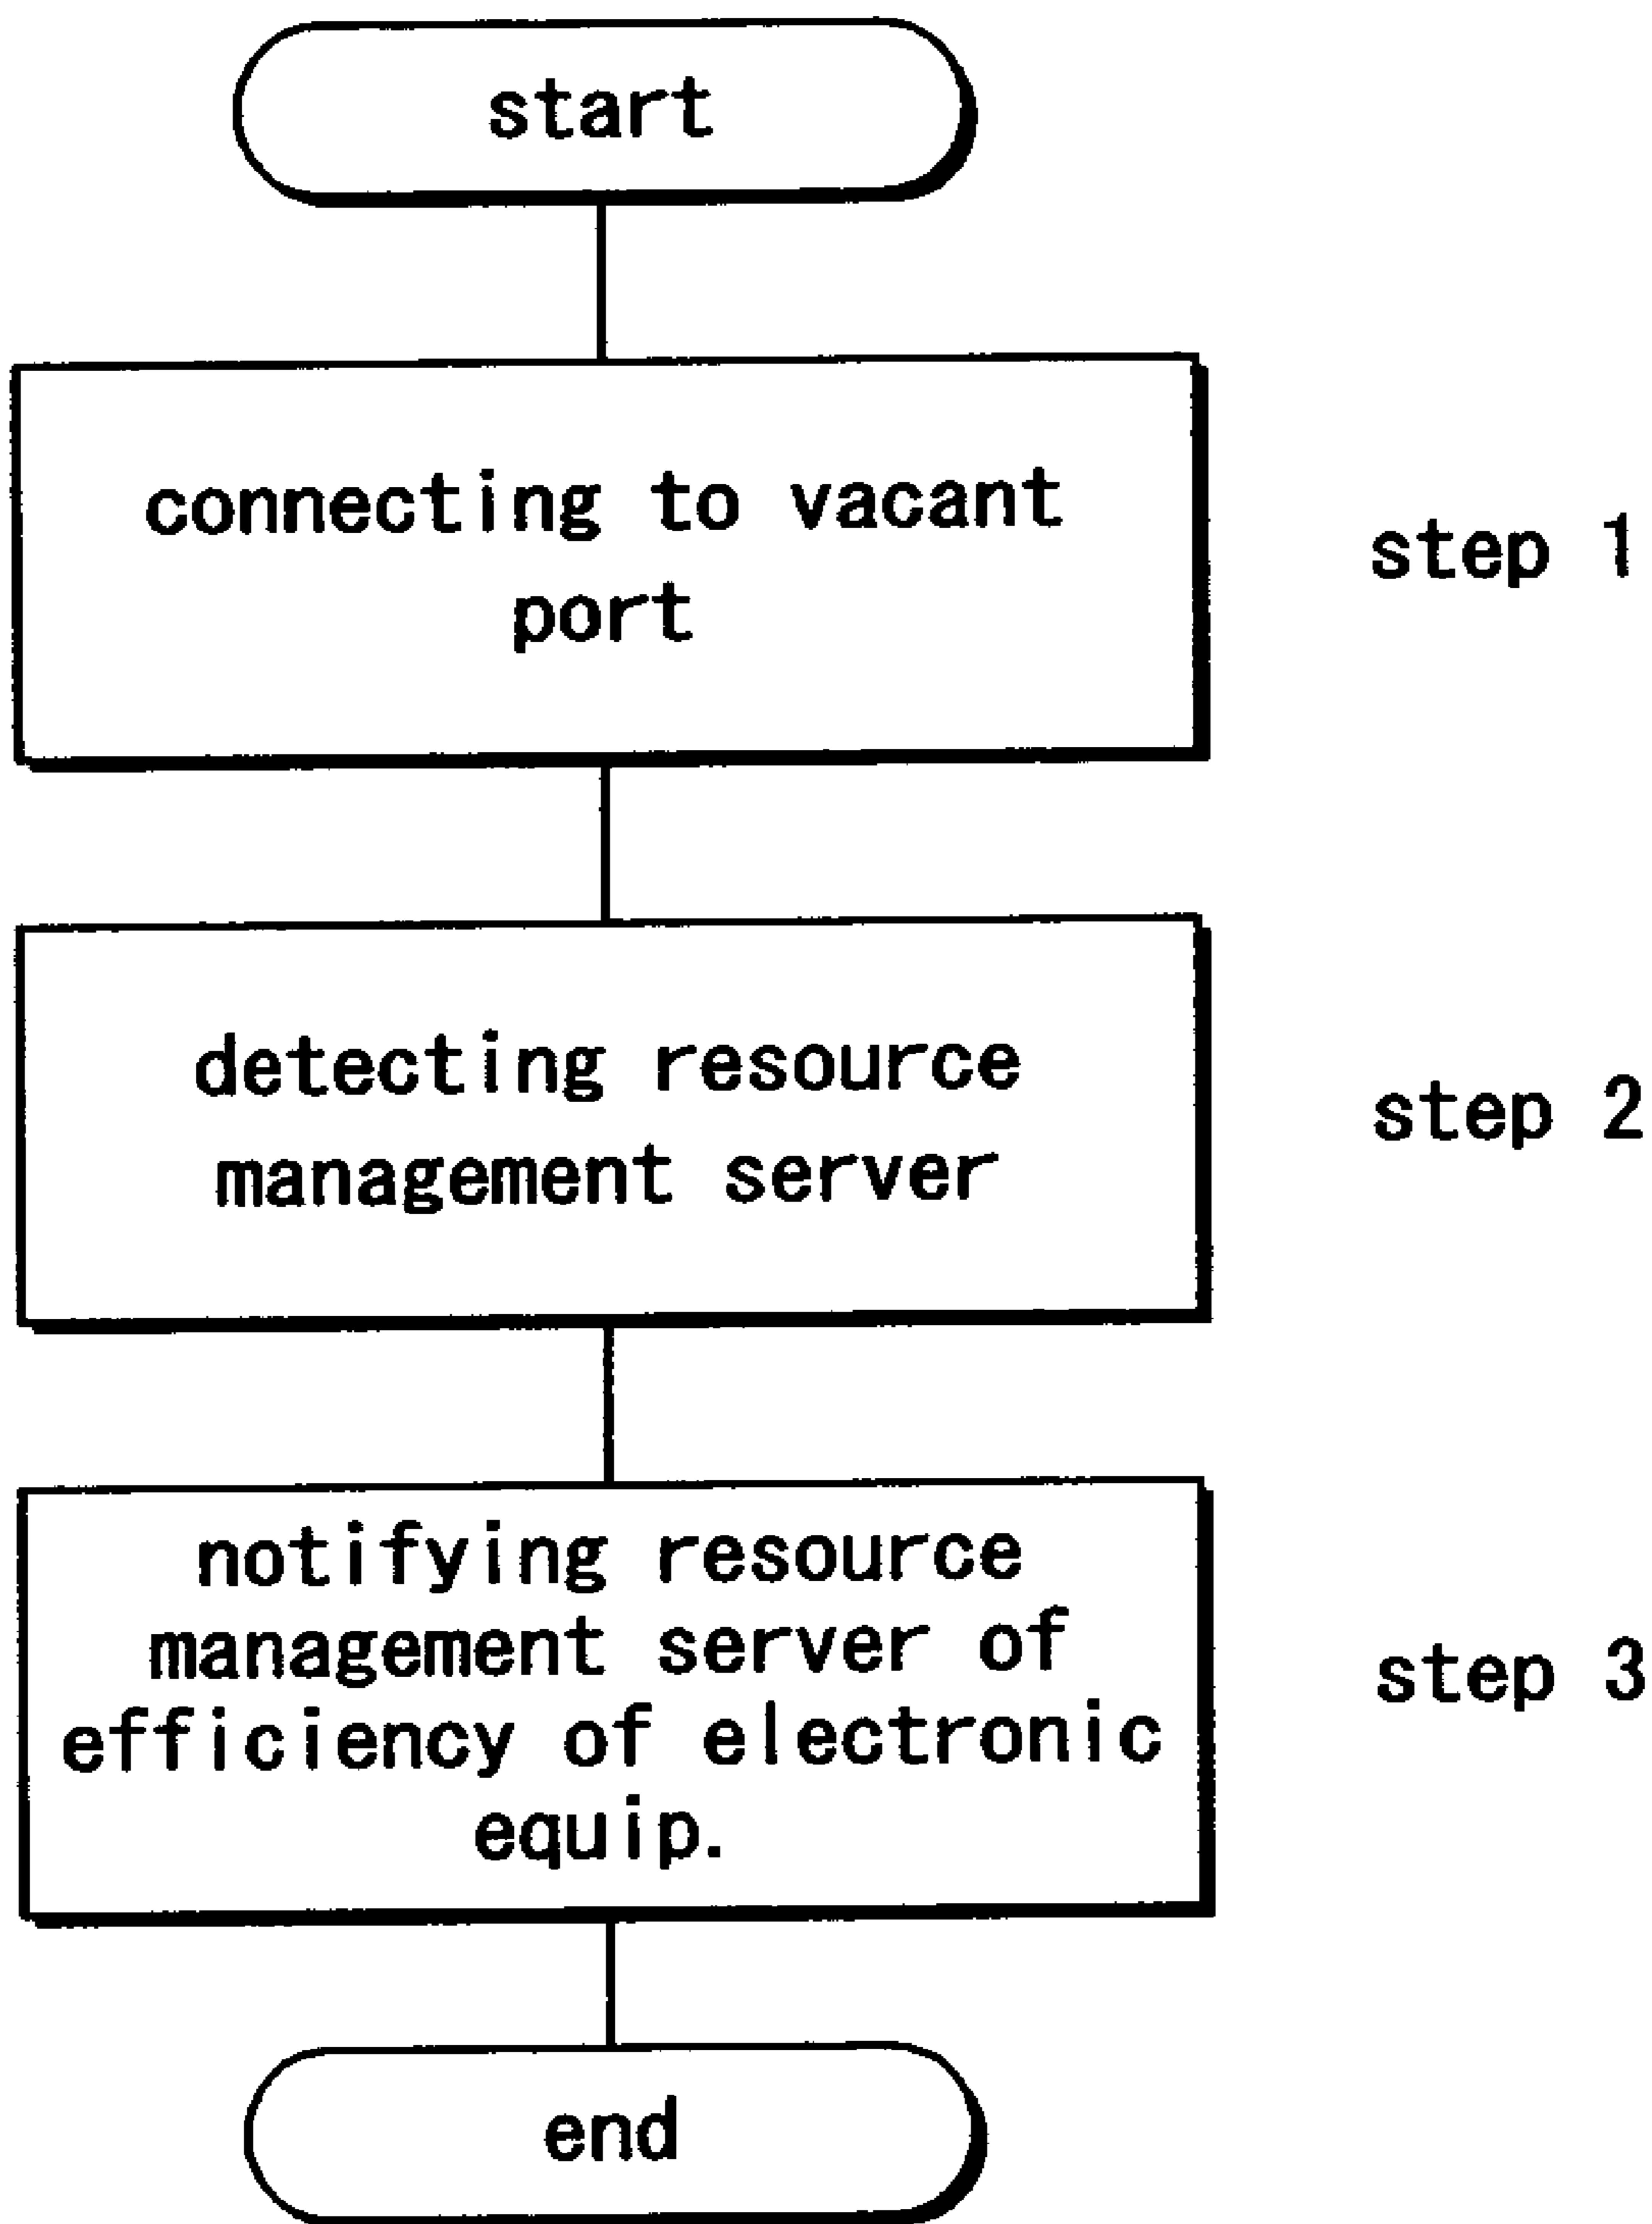 start
connecting to vacant
port
step 1
detecting resource
management server
step 2
notifying resource
management server of
efficiency of electronic
equip.
step 3
end